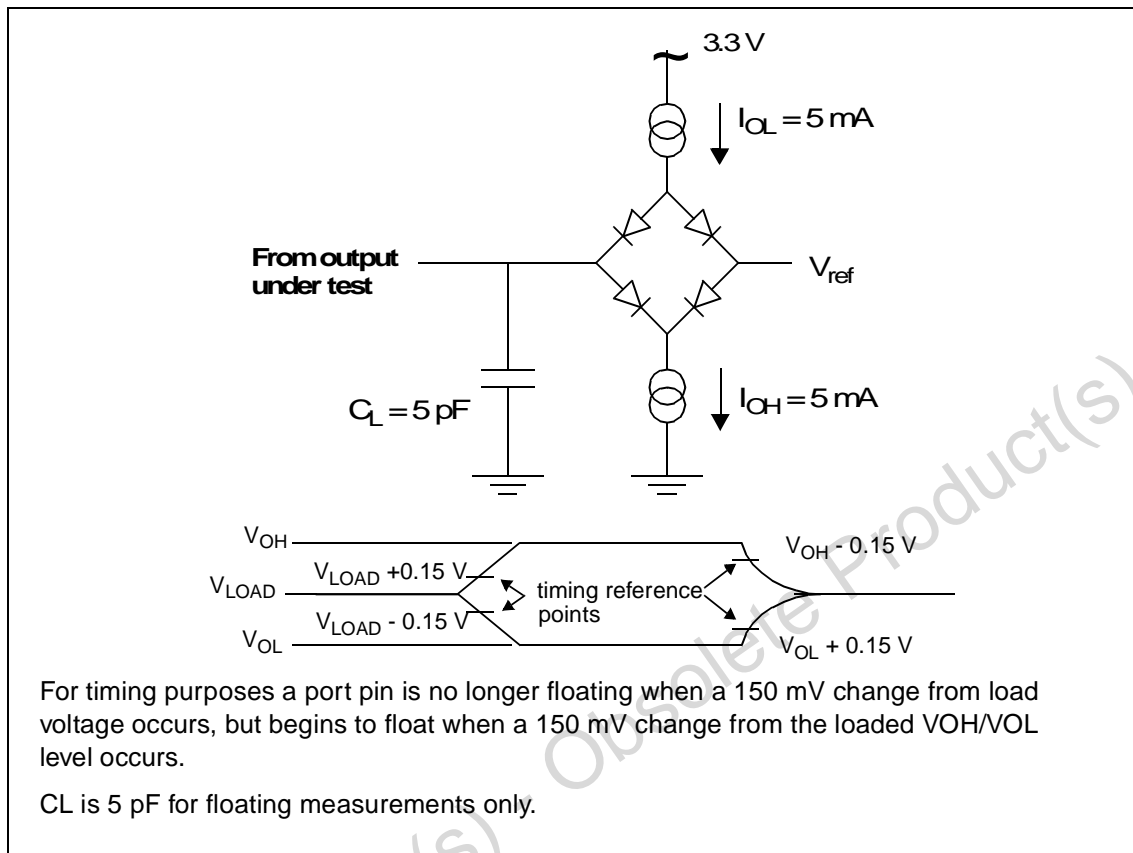 3.3 V
I_OL = 5 mA
From output
under test
V_ref
C_L = 5 pF
I_OH = 5 mA
V_OH
V_OH - 0.15 V
V_LOAD +0.15 V
V_LOAD
timing reference
points
V_LOAD - 0.15 V
V_OL
V_OL + 0.15 V
For timing purposes a port pin is no longer floating when a 150 mV change from load
voltage occurs, but begins to float when a 150 mV change from the loaded VOH/VOL
level occurs.
CL is 5 pF for floating measurements only.
(s) - Obsolete Product(s)